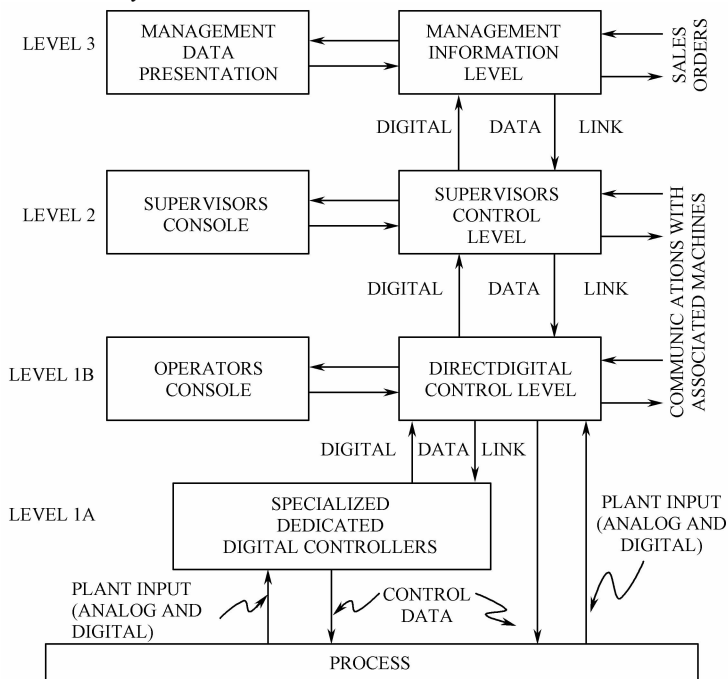 LEVEL 3
MANAGEMENT
DATA
PRESENTATION
MANAGEMENT
INFORMATION
LEVEL
SALES
ORDERS
DIGITAL DATA LINK
LEVEL 2
SUPERVISORS
CONSOLE
SUPERVISORS
CONTROL
LEVEL
COMMUNIC ATIONS WITH
ASSOCIATED MACHINES
DIGITAL DATA LINK
LEVEL 1B
OPERATORS
CONSOLE
DIRECTDIGITAL
CONTROL LEVEL
DIGITAL DATA LINK
LEVEL 1A
SPECIALIZED
DEDICATED
DIGITAL CONTROLLERS
PLANT INPUT
(ANALOG AND
DIGITAL)
PLANT INPUT
(ANALOG AND
DIGITAL)
CONTROL
DATA
PROCESS